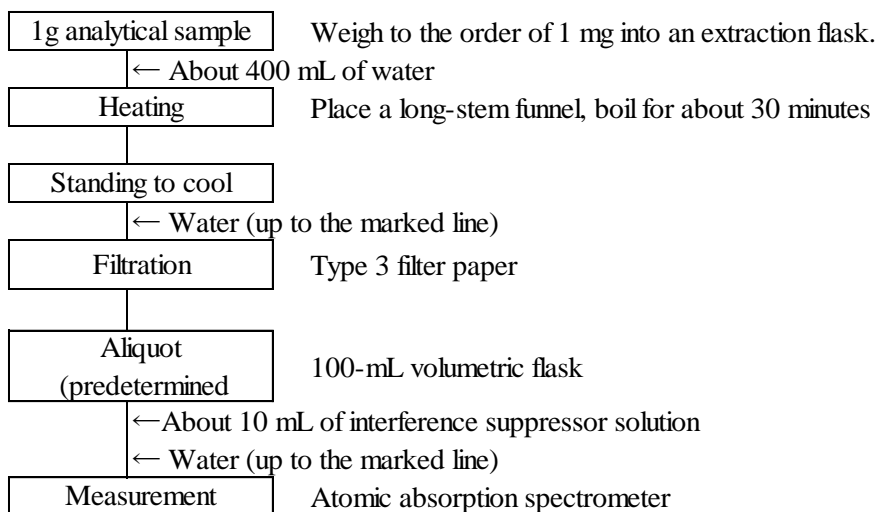 1g analytical sample Weigh to the order of 1 mg into an extraction flask.
← About 400 mL of water
Heating Place a long-stem funnel, boil for about 30 minutes
Standing to cool
← Water (up to the marked line)
Filtration Type 3 filter paper
Aliquot
(predetermined
100-mL volumetric flask
←About 10 mL of interference suppressor solution
← Water (up to the marked line)
Measurement Atomic absorption spectrometer